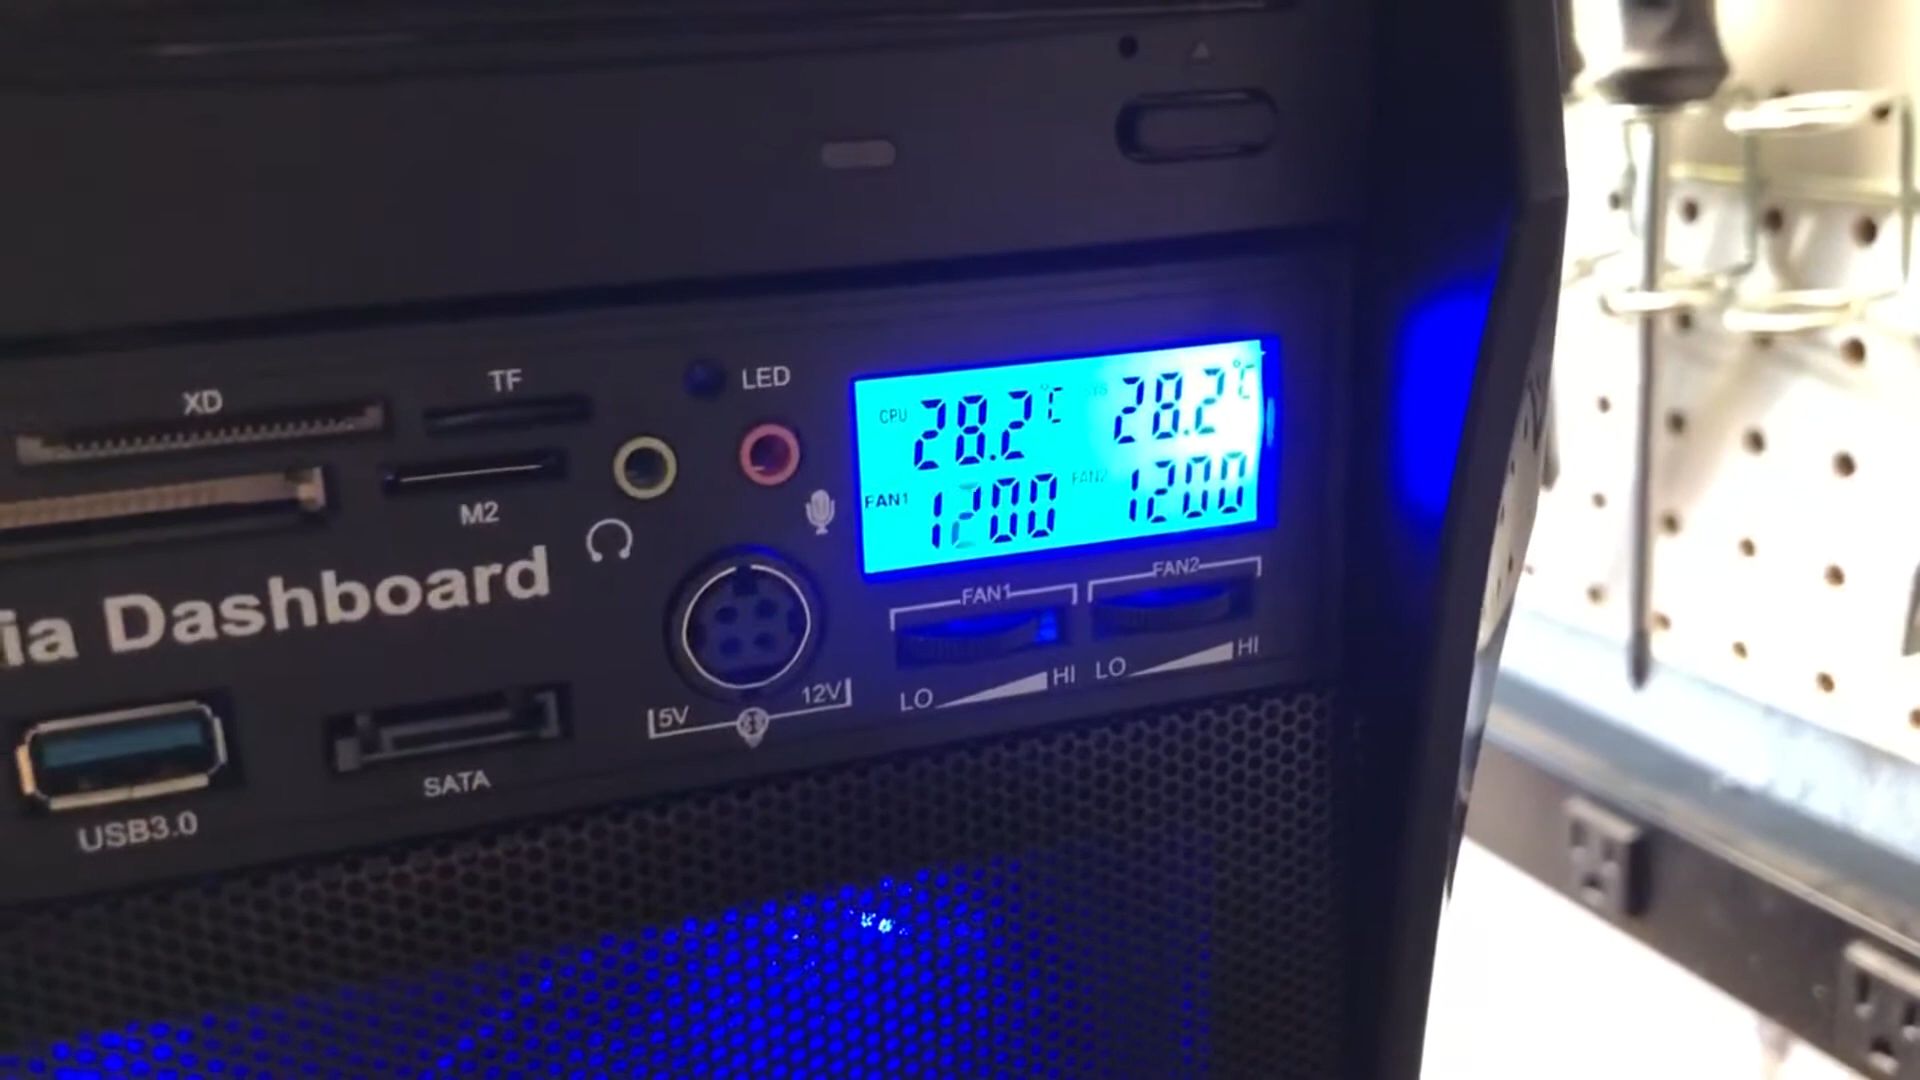 XD
TF
LED
M2
ia Dashboard
CPU 28.2°C SYS 28.2°C
FAN1 1200 FAN2 1200
FAN1 FAN2
LO HI LO HI
5V 12V
SATA
USB3.0